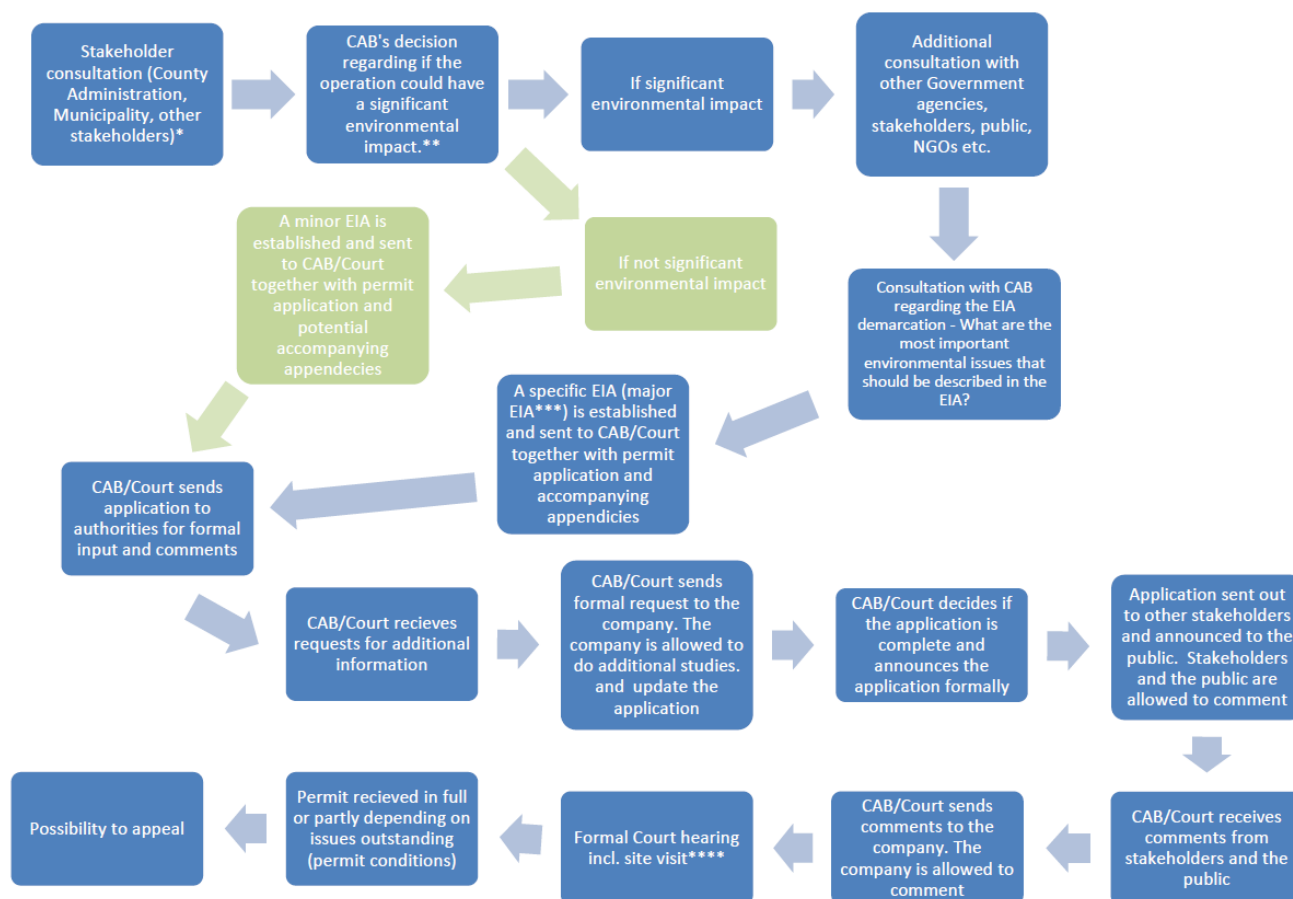 Stakeholder
consultation (County
Administration,
Municipality, other
stakeholders)*
CAB's decision
regarding if the
operation could have
a significant
environmental
impact.**
If significant
environmental impact
Additional
consultation with
other Government
agencies,
stakeholders, public,
NGOs etc.
A minor EIA is
established and sent
to CAB/Court
together with permit
application and
potential
accompanying
appendecies
If not significant
environmental impact
Consultation with CAB
regarding the EIA
demarcation - What are the
most important
environmental issues that
should be described in the
EIA?
A specific EIA (major
EIA***) is established
and sent to CAB/Court
together with permit
application and
accompanying
appendicies
CAB/Court sends
application to
authorities for formal
input and comments
CAB/Court recieves
requests for additional
information
CAB/Court sends
formal request to the
company. The
company is allowed to
do additional studies.
and update the
application
CAB/Court decides if
the application is
complete and
announces the
application formally
Application sent out
to other stakeholders
and announced to the
public. Stakeholders
and the public are
allowed to comment
Possibility to appeal
Permit recieved in full
or partly depending on
issues outstanding
(permit conditions)
Formal Court hearing
incl. site visit****
CAB/Court sends
comments to the
company. The
company is allowed to
comment
CAB/Court receives
comments from
stakeholders and the
public